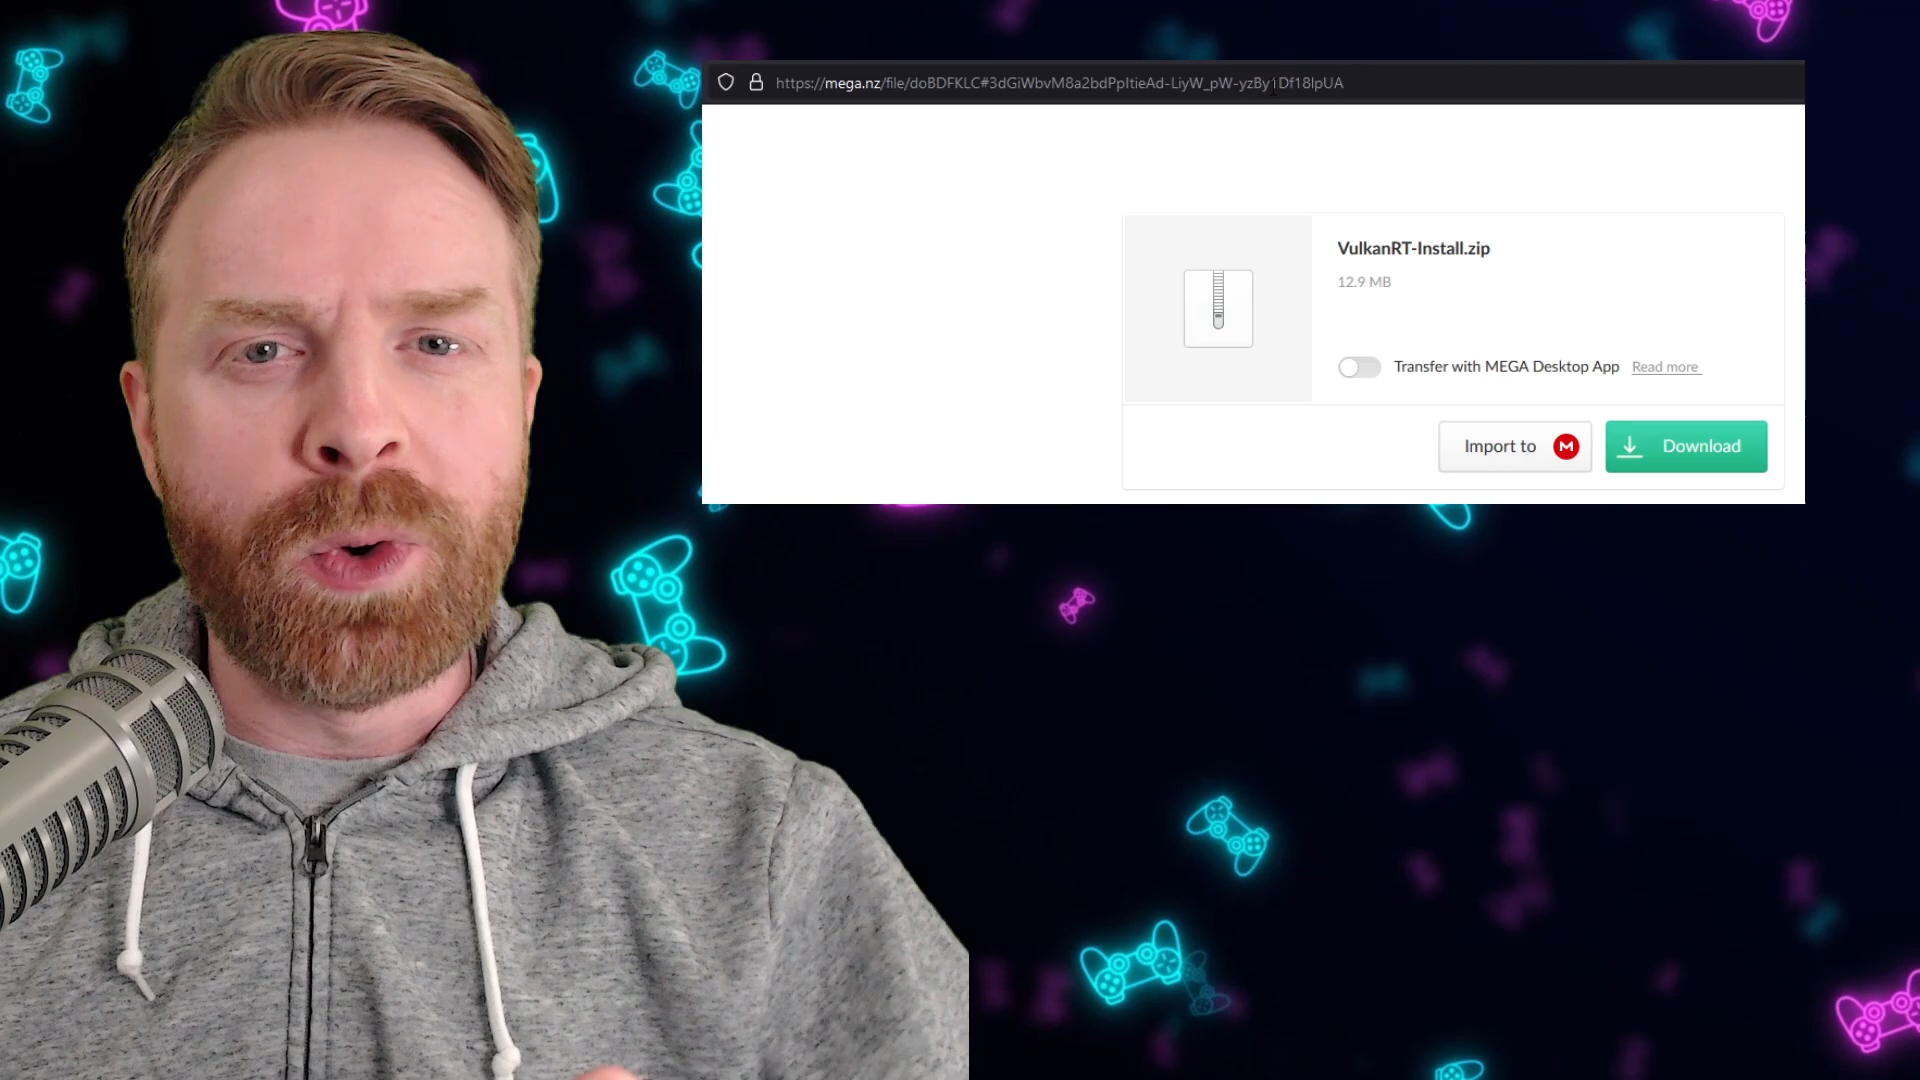 https://mega.nz/file/doBDFKLC#3dGiWbvM8a2bdPpItieAd-LiyW_pW-yzBy1Df18lpUA
VulkanRT-Install.zip
12.9 MB
Transfer with MEGA Desktop App Read more
Import to M
Download